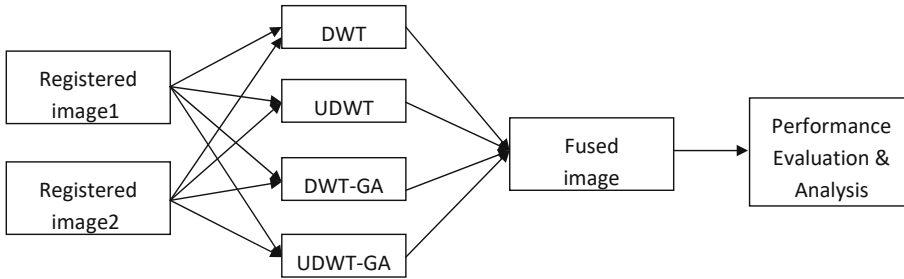 Registered
image1
Registered
image2
DWT
UDWT
DWT-GA
UDWT-GA
Fused
image
Performance
Evaluation &
Analysis